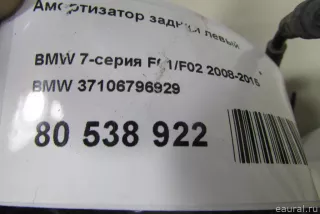 Амортизатор задний левый
BMW 7-серия F01/F02 2008-2015
BMW 37106796929
80 538 922
eaural.ru